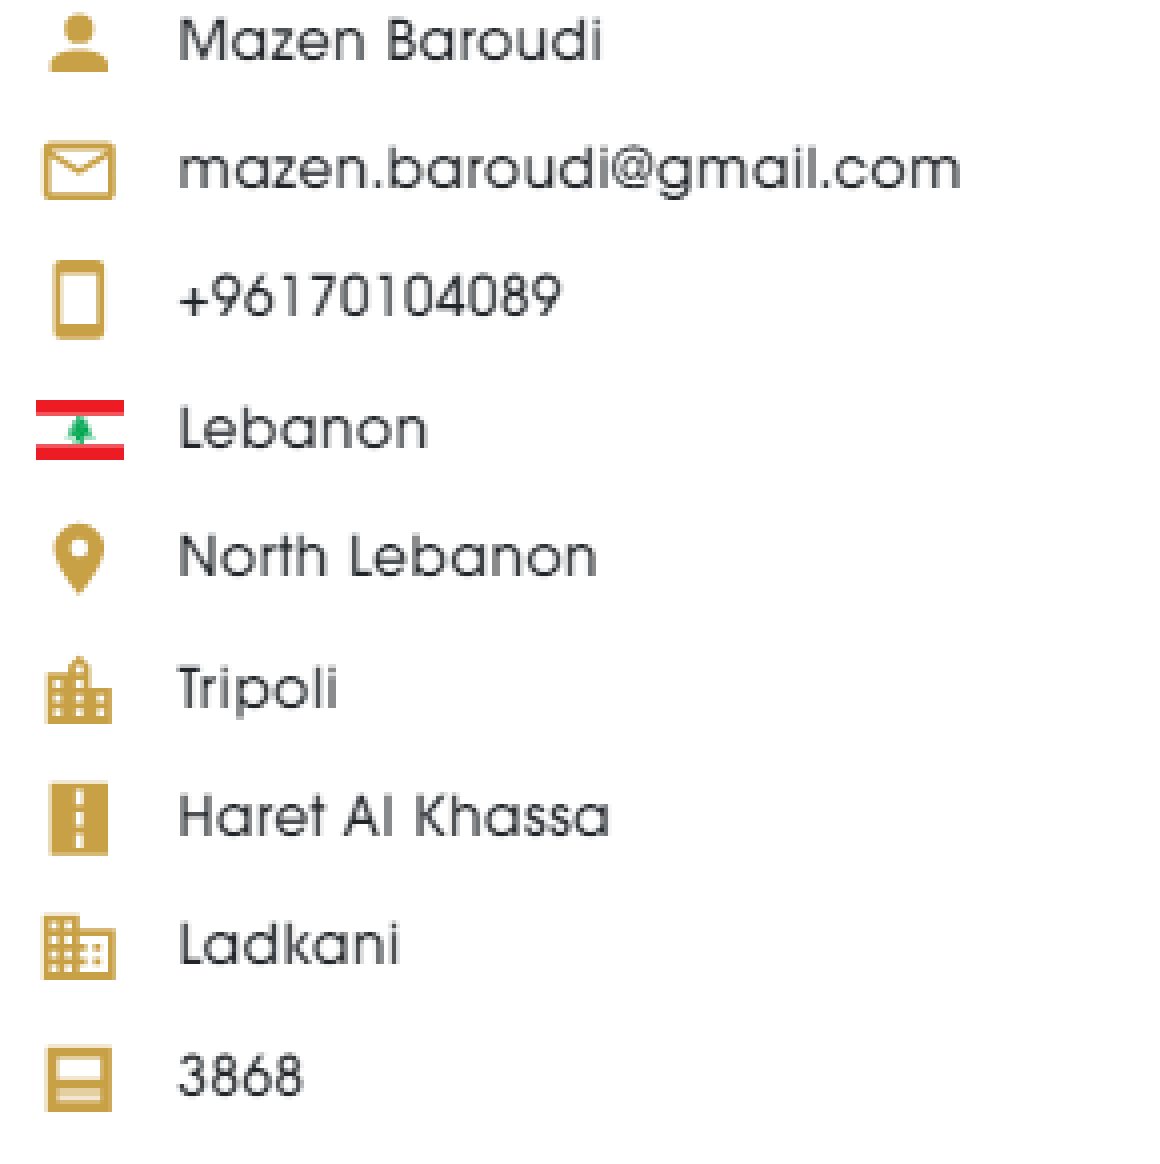 Mazen Baroudi
mazen.baroudi@gmail.com
+96170104089
Lebanon
North Lebanon
Tripoli
Haret Al Khassa
Ladkani
3868